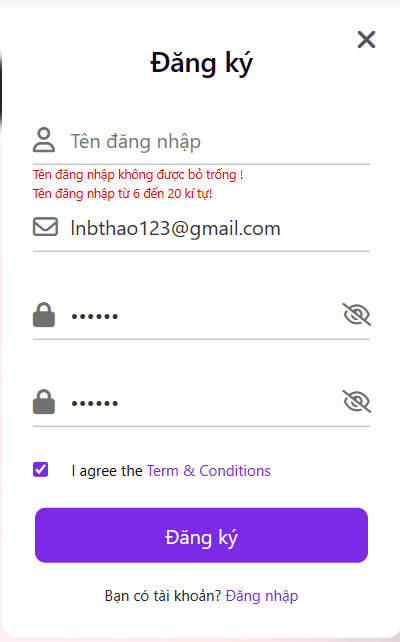 Đăng ký
Tên đăng nhập
Tên đăng nhập không được bỏ trống !
Tên đăng nhập từ 6 đến 20 kí tự!
lnbthao123@gmail.com
••••••
••••••
I agree the Term & Conditions
Đăng ký
Bạn có tài khoản? Đăng nhập